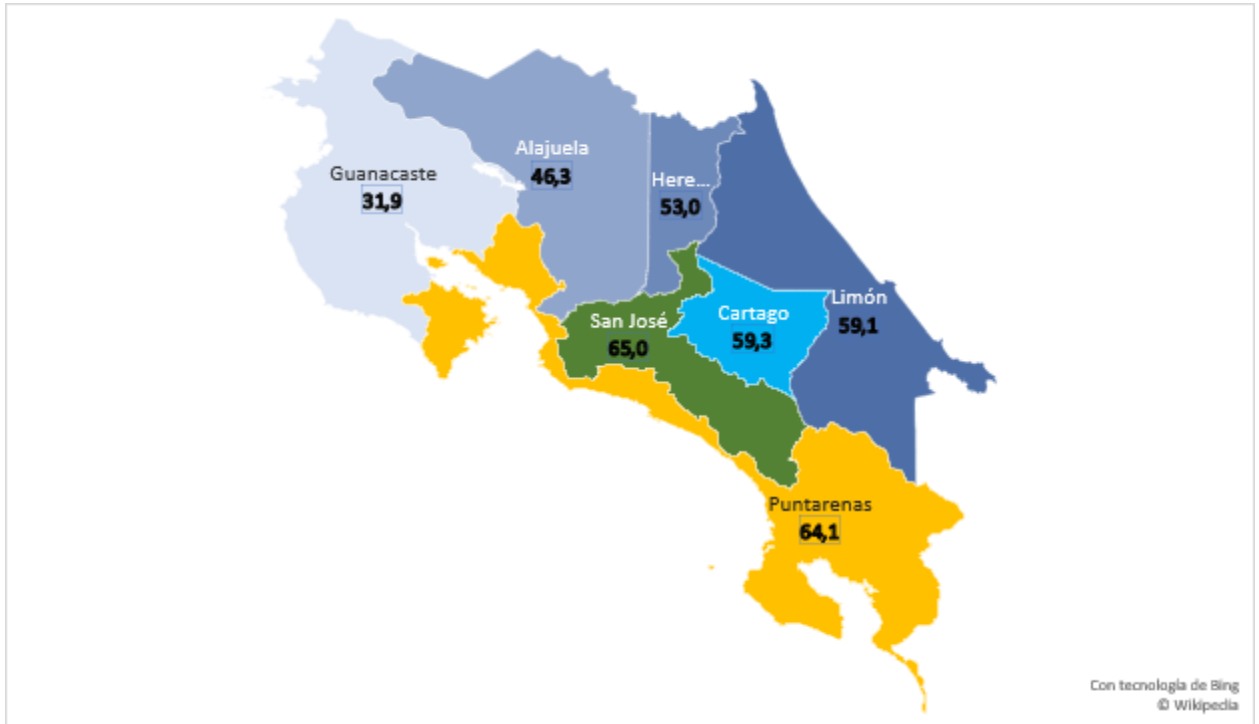 Alajuela
46,3
Guanacaste
31,9
Here...
53,0
Limón
59,1
San José
65,0
Cartago
59,3
Puntarenas
64,1
Con tecnología de Bing
© Wikipedia